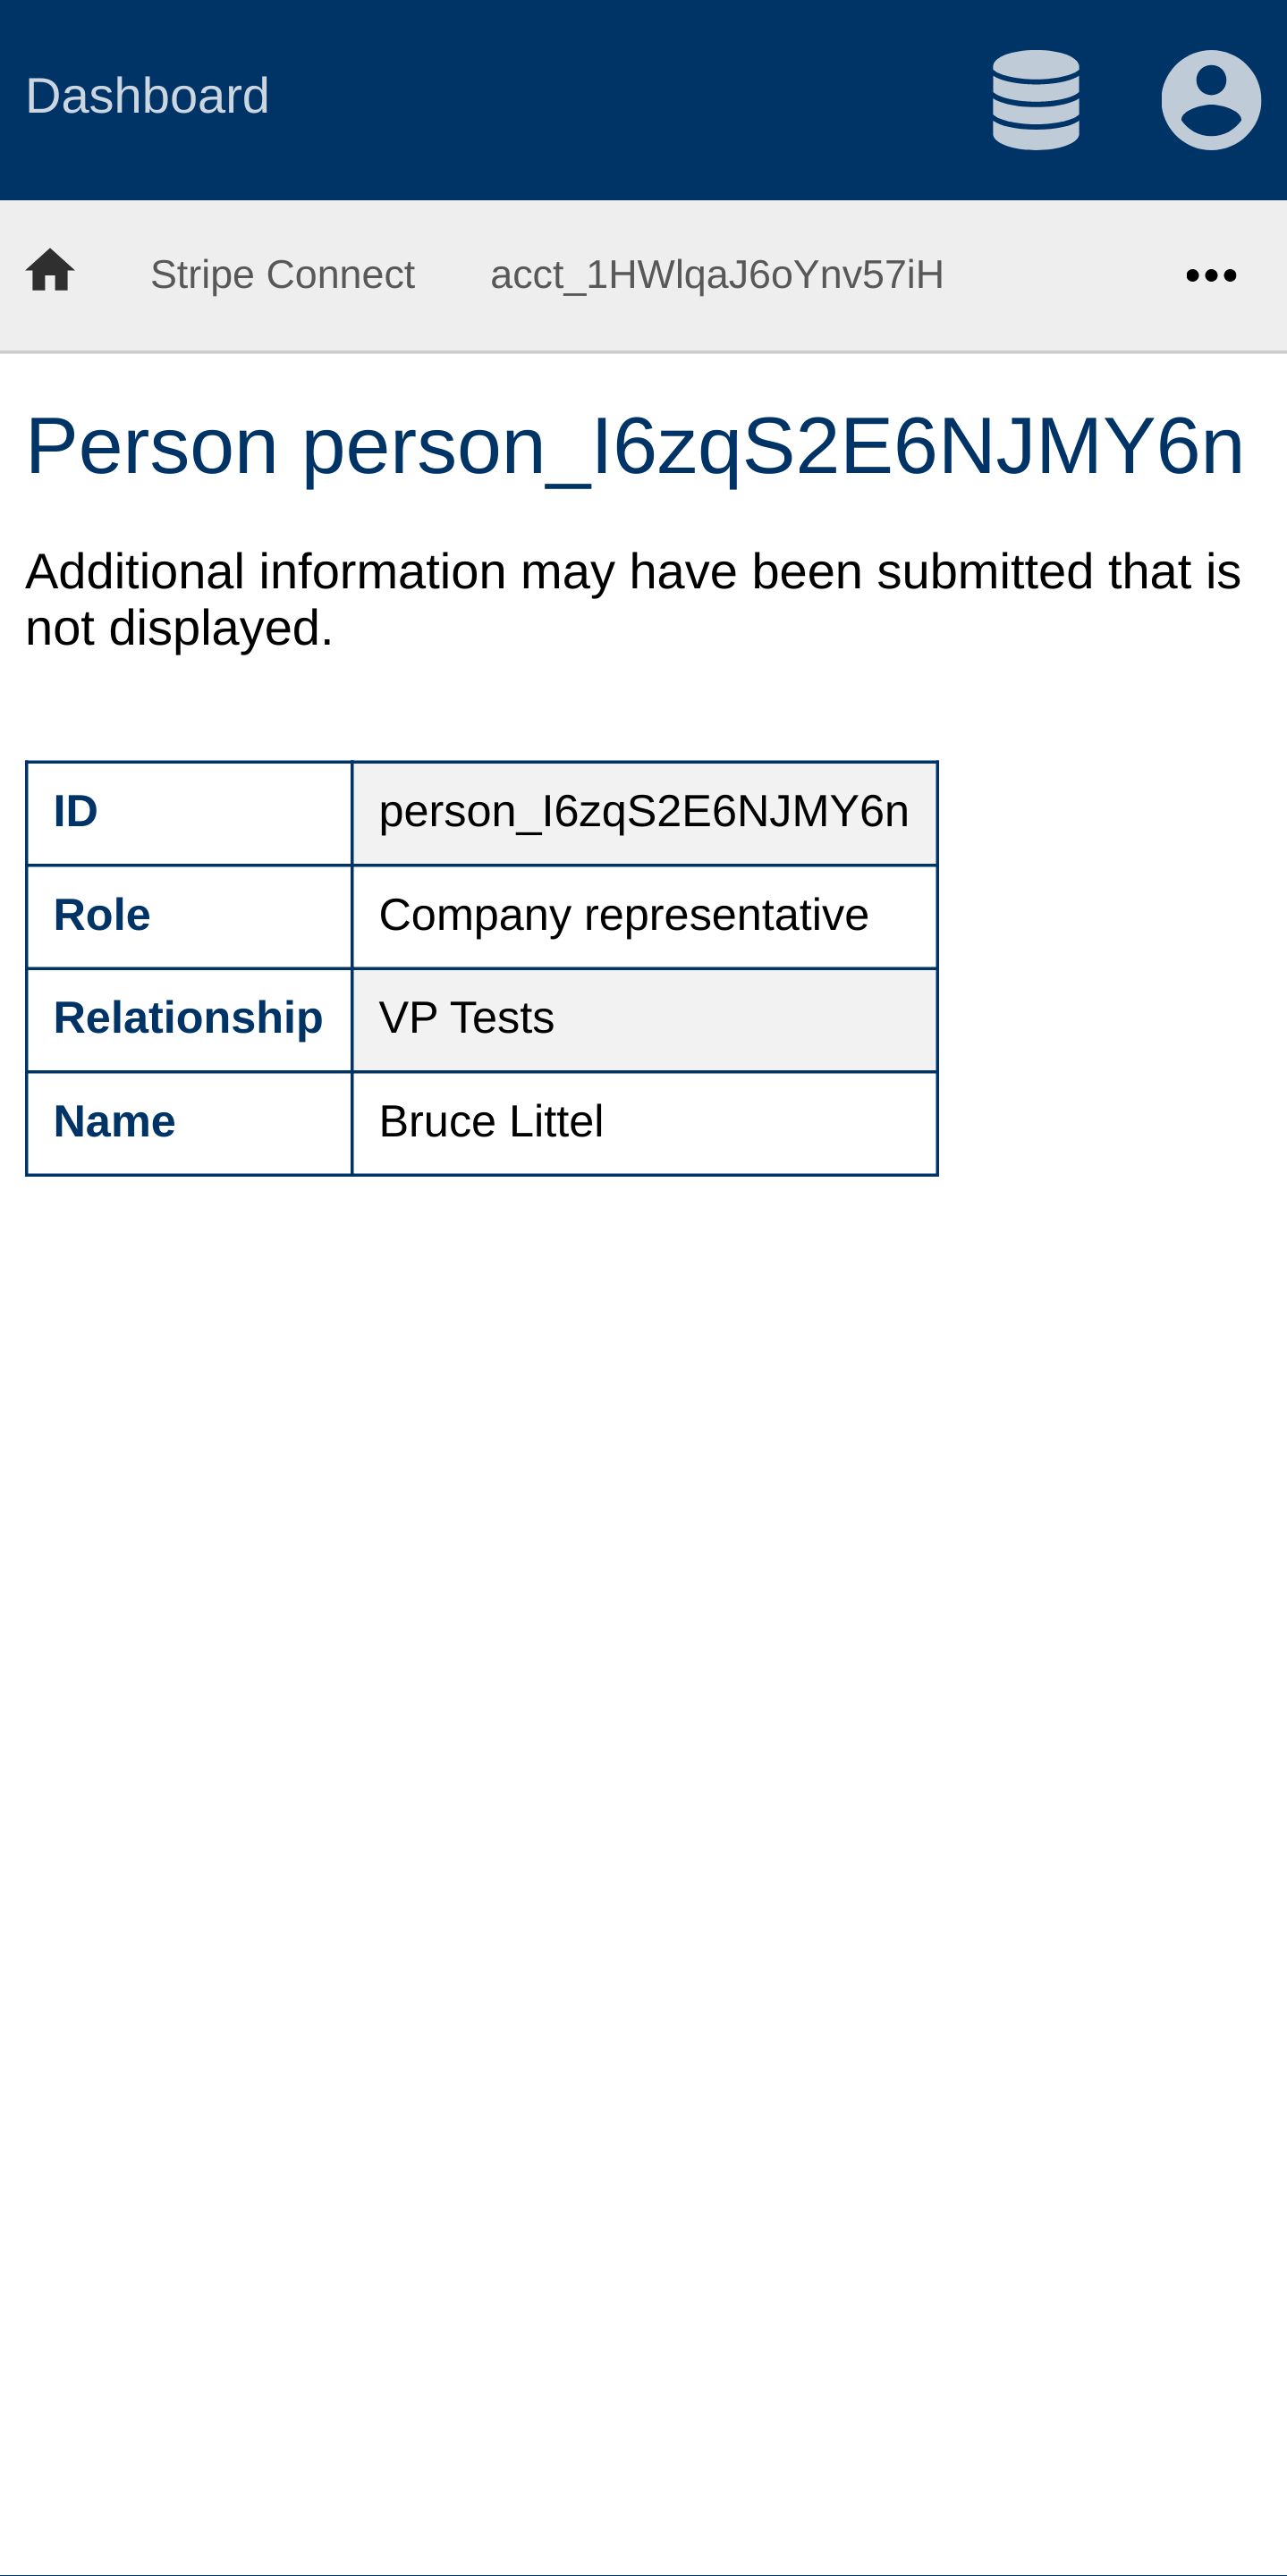 Dashboard
Stripe Connect acct_1HWlqaJ6oYnv57iH
Person person_I6zqS2E6NJMY6n
Additional information may have been submitted that is
not displayed.
ID person_I6zqS2E6NJMY6n
Role Company representative
Relationship VP Tests
Name Bruce Littel